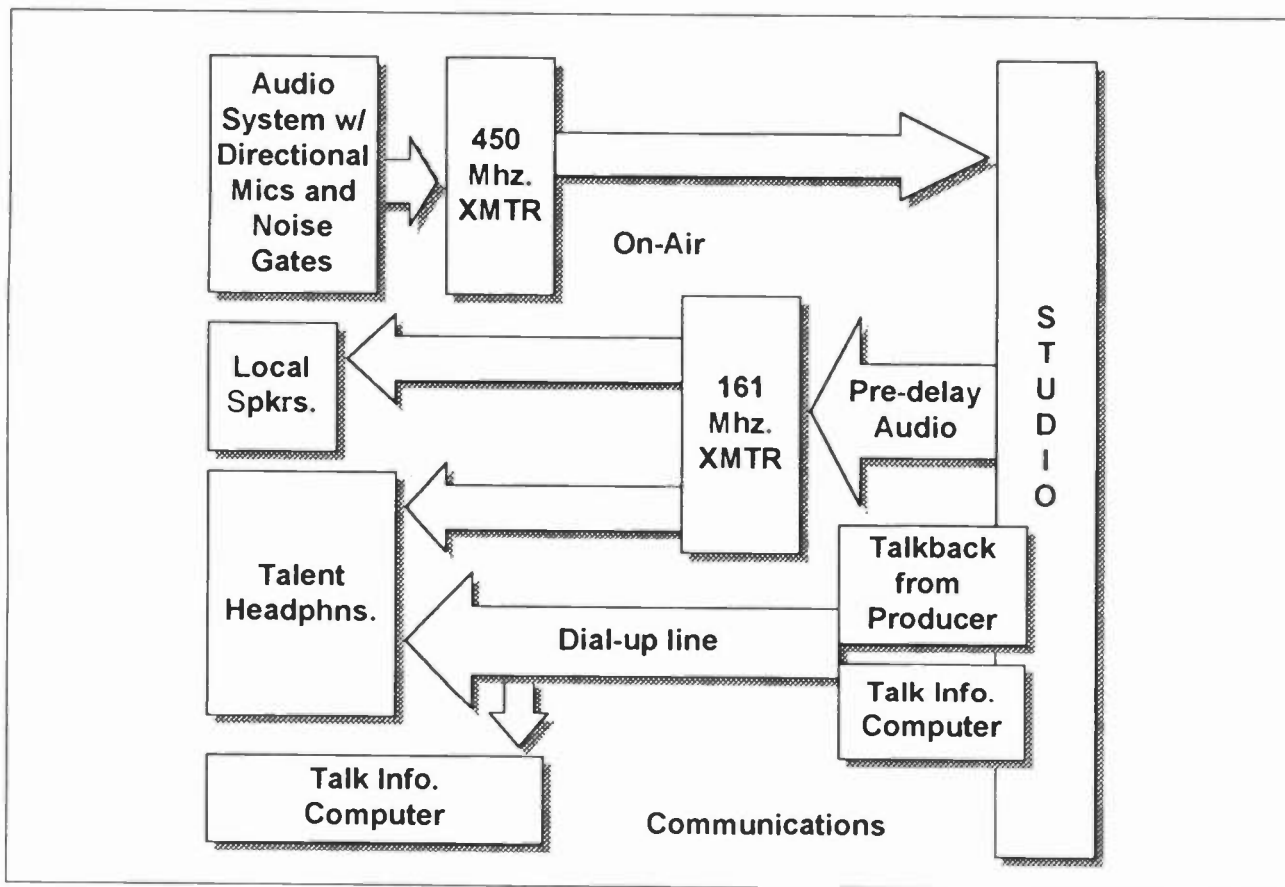 Audio
System w/
Directional
Mics and
Noise
Gates
450
Mhz.
XMTR
On-Air
Local
Spkrs.
161
Mhz.
XMTR
Pre-delay
Audio
STUDIO
Talent
Headphns.
Dial-up line
Talkback
from
Producer
Talk Info.
Computer
Talk Info.
Computer
Communications